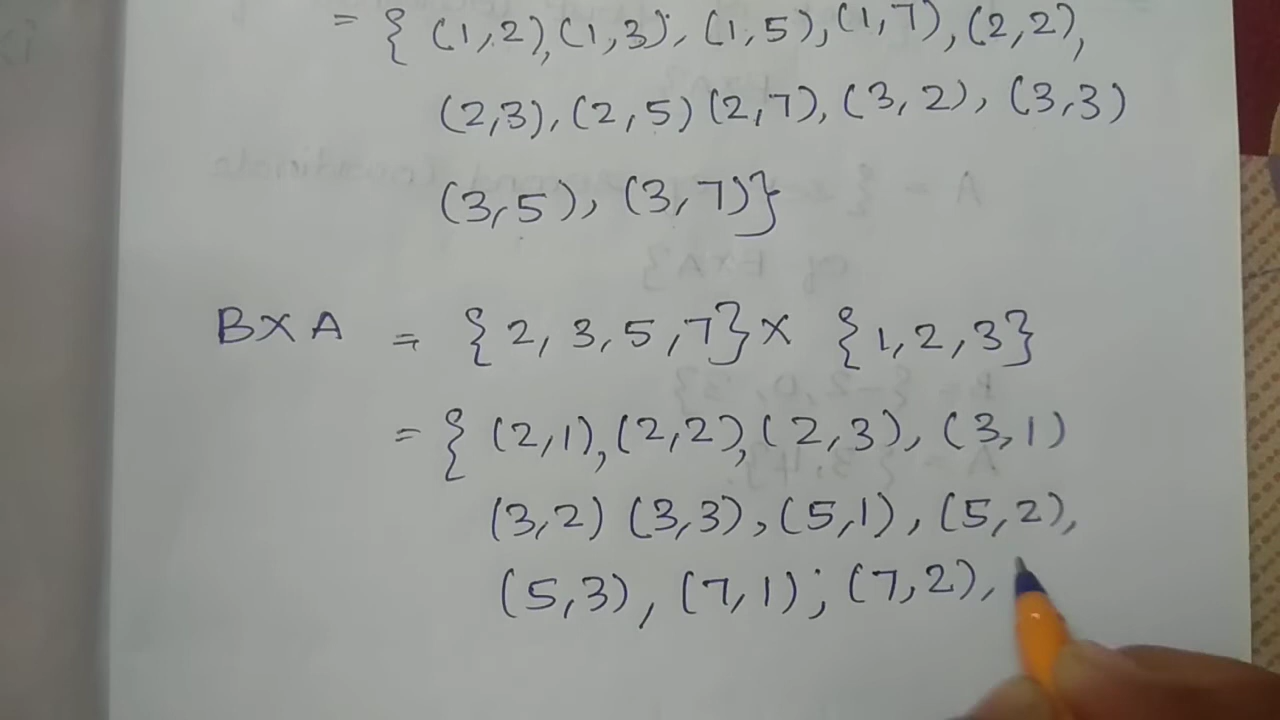 = { (1,2), (1,3), (1,5), (1,7), (2,2),
(2,3), (2,5) (2,7), (3,2), (3,3)
(3,5), (3,7)}
B X A = {2, 3, 5, 7} X {1, 2, 3}
= { (2,1), (2,2), (2,3), (3,1)
(3,2) (3,3), (5,1), (5,2),
(5,3), (7,1); (7,2),